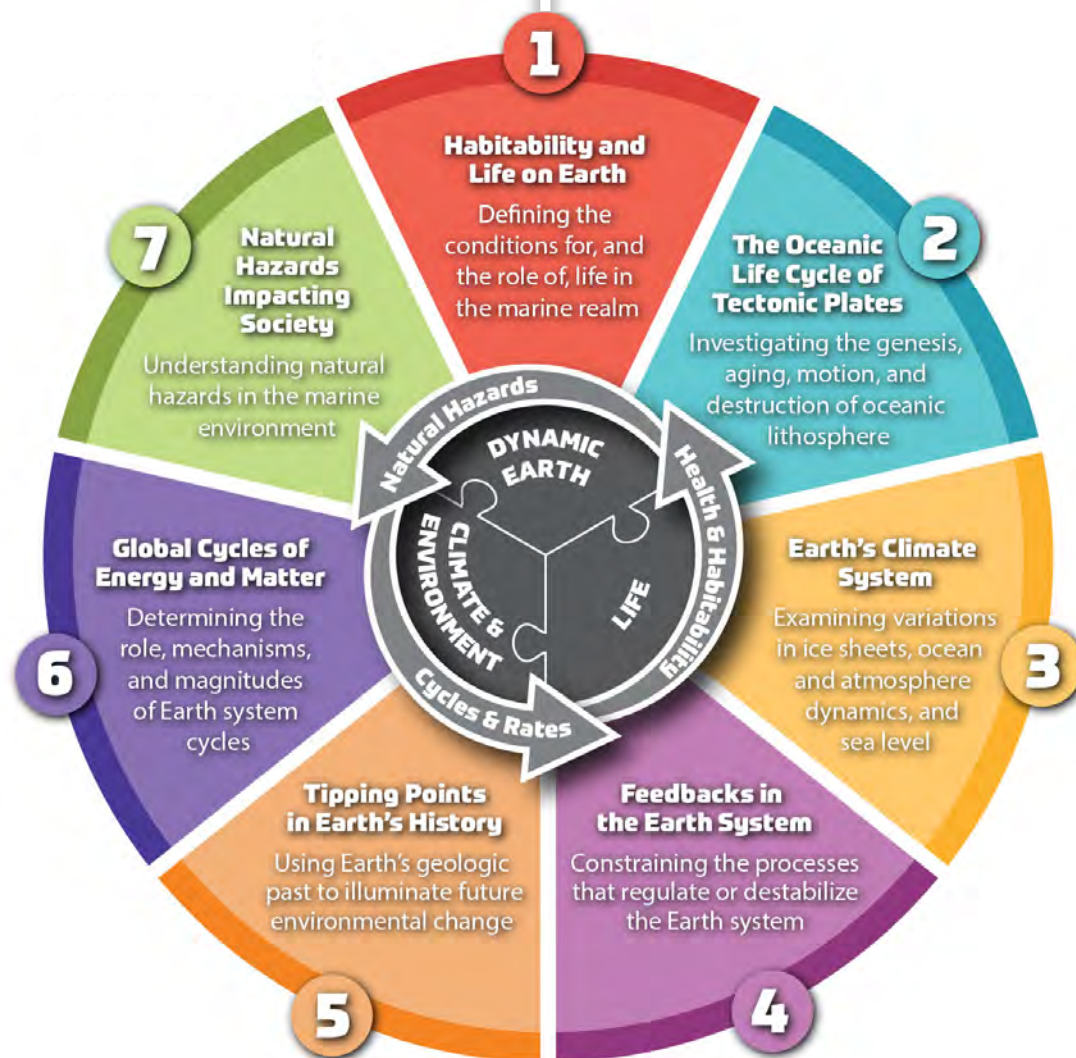 1
Habitability and
Life on Earth
Defining the
conditions for, and
the role of, life in
the marine realm
2
The Oceanic
Life Cycle of
Tectonic Plates
Investigating the genesis,
aging, motion, and
destruction of oceanic
lithosphere
3
Earth's Climate
System
Examining variations
in ice sheets, ocean
and atmosphere
dynamics, and
sea level
4
Feedbacks in
the Earth System
Constraining the processes
that regulate or destabilize
the Earth system
5
Tipping Points
in Earth's History
Using Earth's geologic
past to illuminate future
environmental change
6
Global Cycles of
Energy and Matter
Determining the
role, mechanisms,
and magnitudes
of Earth system
cycles
7
Natural
Hazards
Impacting
Society
Understanding natural
hazards in the marine
environment
Natural Hazards
Health & Habitability
Cycles & Rates
DYNAMIC
EARTH
CLIMATE &
ENVIRONMENT
LIFE